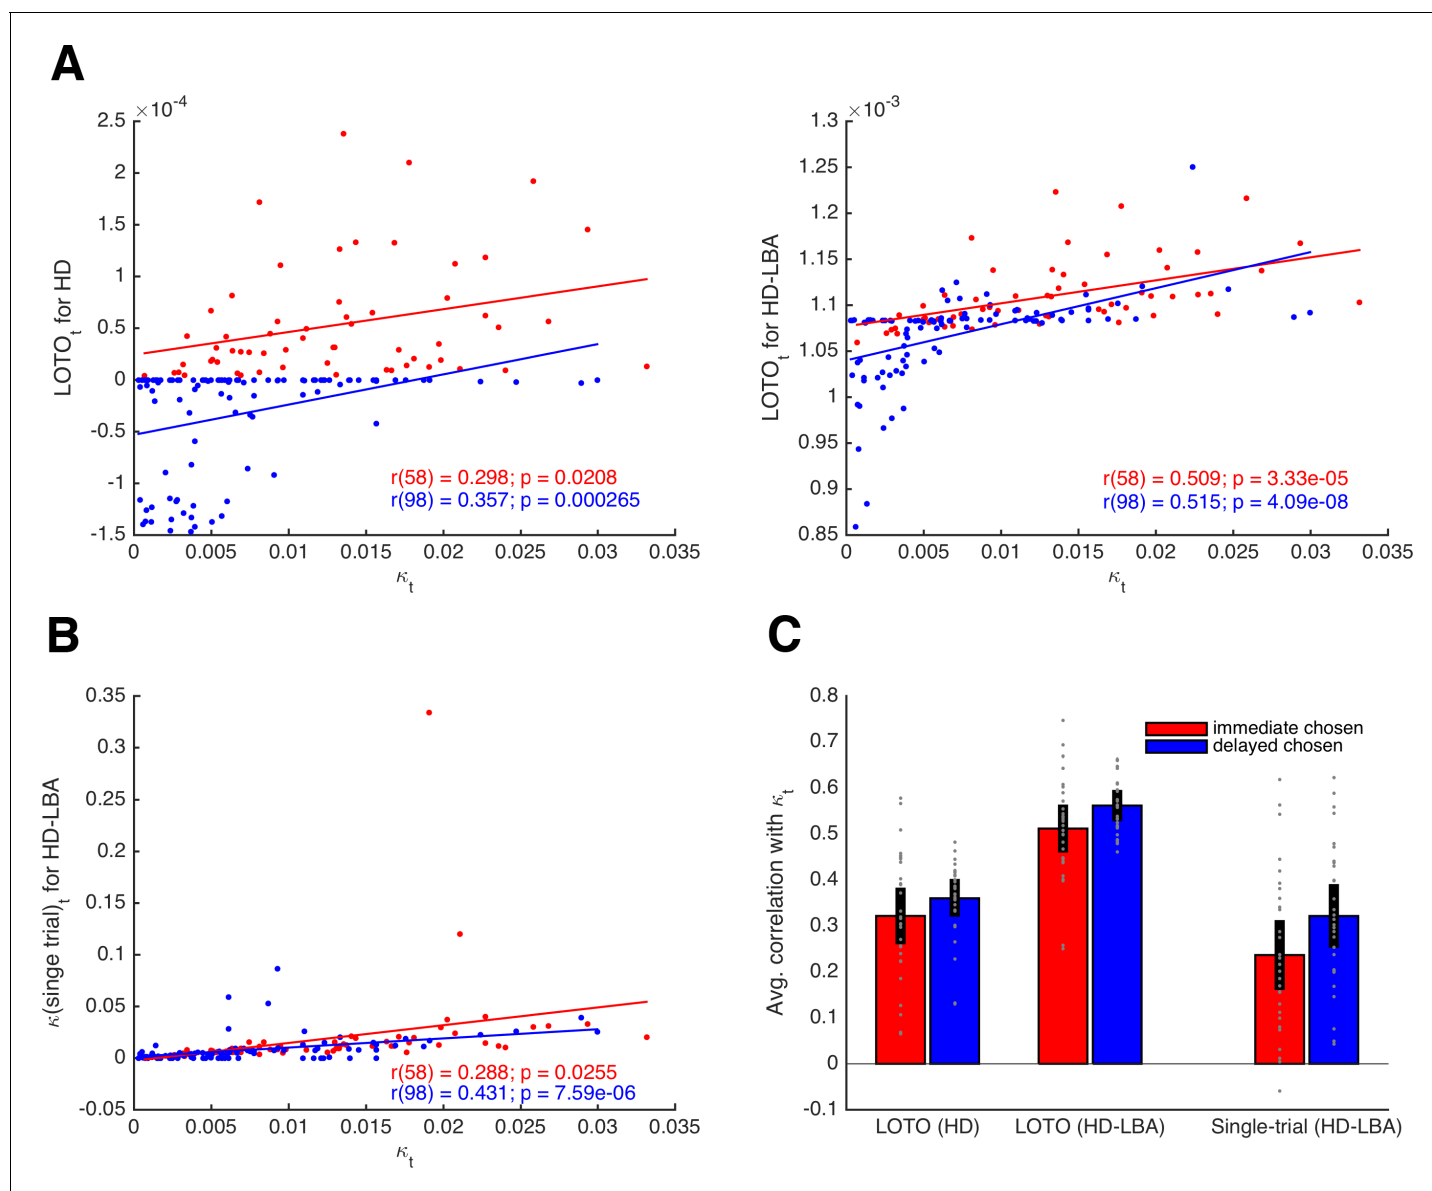 A
×10-4
2.5
2
1.5
1
0.5
0
-0.5
-1
-1.5
LOTOt for HD
r(58) = 0.298; p = 0.0208
r(98) = 0.357; p = 0.000265
0 0.005 0.01 0.015 0.02 0.025 0.03 0.035
κt
×10-3
1.3
1.25
1.2
1.15
1.1
1.05
1
0.95
0.9
0.85
LOTOt for HD-LBA
r(58) = 0.509; p = 3.33e-05
r(98) = 0.515; p = 4.09e-08
0 0.005 0.01 0.015 0.02 0.025 0.03 0.035
κt
B
0.35
0.3
0.25
0.2
0.15
0.1
0.05
0
-0.05
κ(singe trial)t for HD-LBA
r(58) = 0.288; p = 0.0255
r(98) = 0.431; p = 7.59e-06
0 0.005 0.01 0.015 0.02 0.025 0.03 0.035
κt
C
0.8
0.7
0.6
0.5
0.4
0.3
0.2
0.1
0
-0.1
Avg. correlation with κt
immediate chosen
delayed chosen
LOTO (HD) LOTO (HD-LBA) Single-trial (HD-LBA)